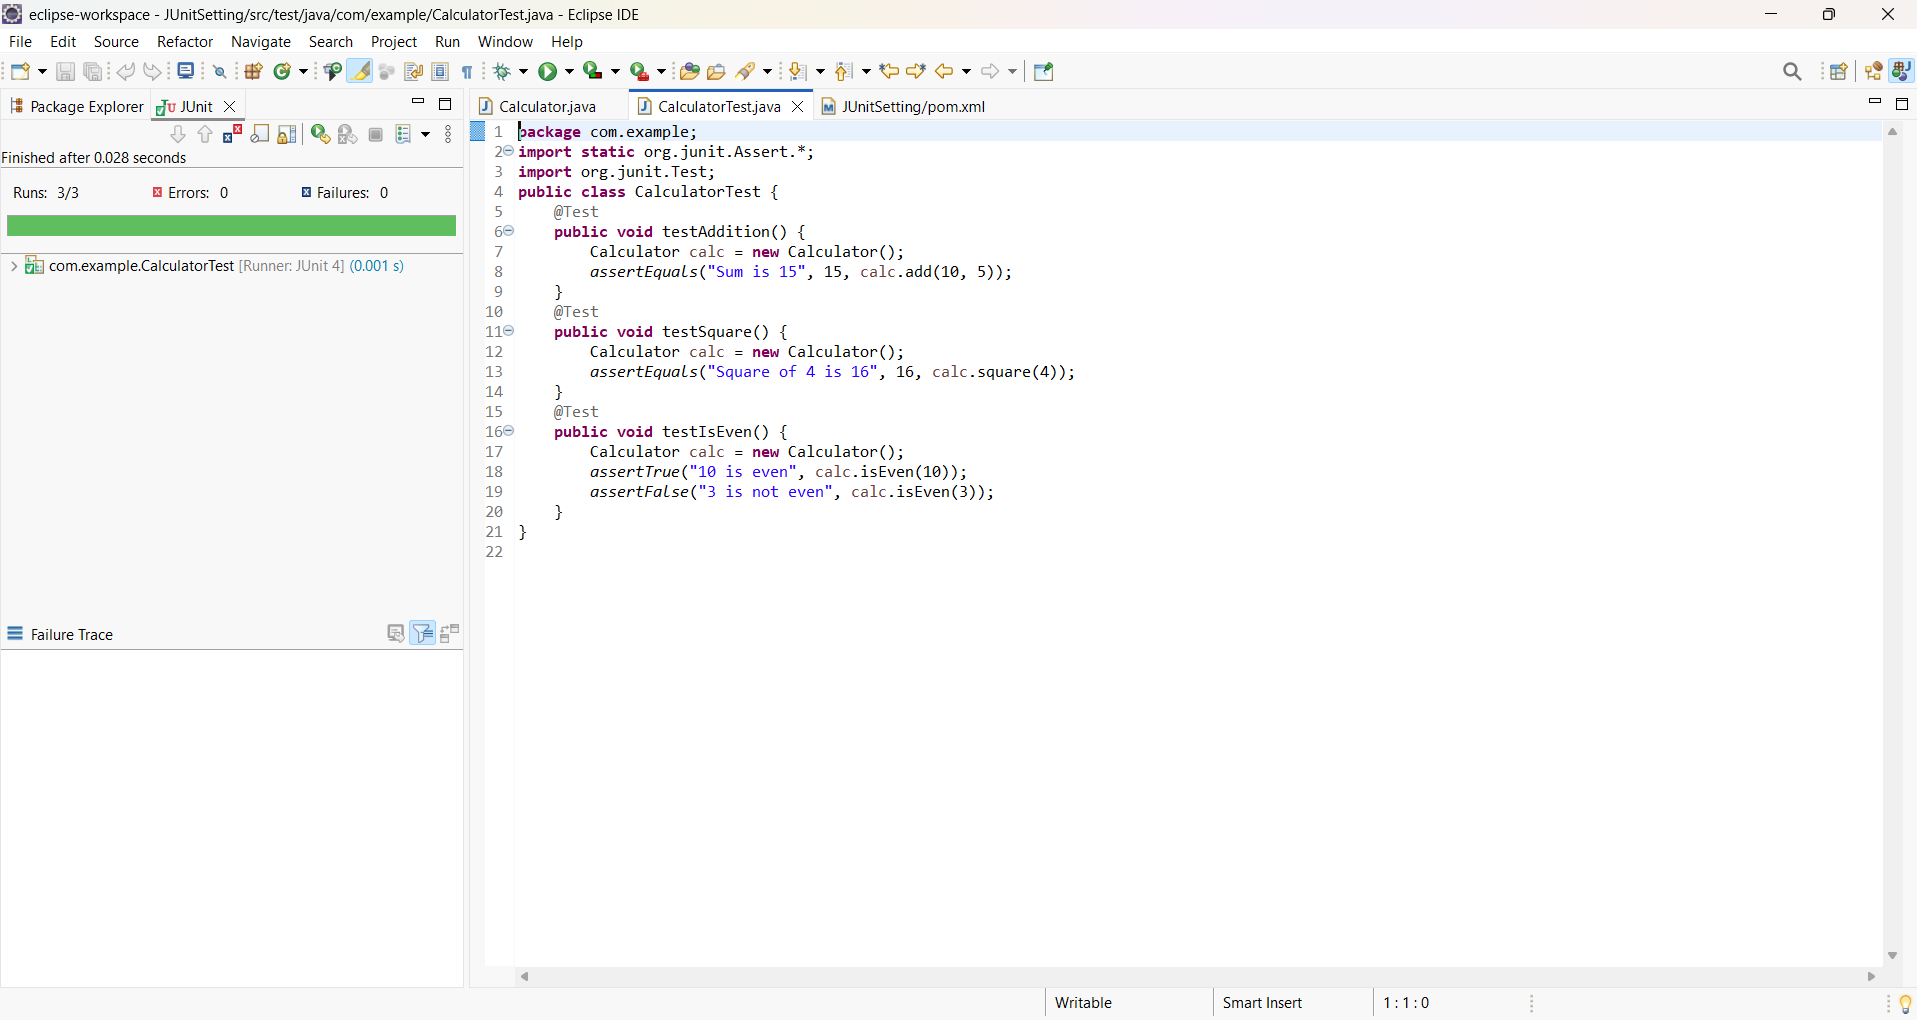 eclipse-workspace - JUnitSetting/src/test/java/com/example/CalculatorTest.java - Eclipse IDE
File Edit Source Refactor Navigate Search Project Run Window Help
Package Explorer JUnit
Calculator.java CalculatorTest.java JUnitSetting/pom.xml
Finished after 0.028 seconds
Runs: 3/3 Errors: 0 Failures: 0
com.example.CalculatorTest [Runner: JUnit 4] (0.001 s)
Failure Trace
1 package com.example;
2 import static org.junit.Assert.*;
3 import org.junit.Test;
4 public class CalculatorTest {
5     @Test
6     public void testAddition() {
7         Calculator calc = new Calculator();
8         assertEquals("Sum is 15", 15, calc.add(10, 5));
9     }
10     @Test
11     public void testSquare() {
12         Calculator calc = new Calculator();
13         assertEquals("Square of 4 is 16", 16, calc.square(4));
14     }
15     @Test
16     public void testIsEven() {
17         Calculator calc = new Calculator();
18         assertTrue("10 is even", calc.isEven(10));
19         assertFalse("3 is not even", calc.isEven(3));
20     }
21 }
22
Writable Smart Insert 1 : 1 : 0